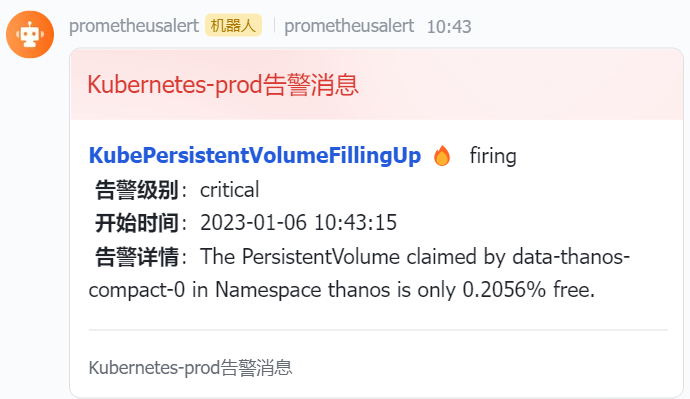 prometheusalert 机器人 prometheusalert 10:43
Kubernetes-prod告警消息
KubePersistentVolumeFillingUp 🔥 firing
告警级别：critical
开始时间：2023-01-06 10:43:15
告警详情：The PersistentVolume claimed by data-thanos-
compact-0 in Namespace thanos is only 0.2056% free.
Kubernetes-prod告警消息